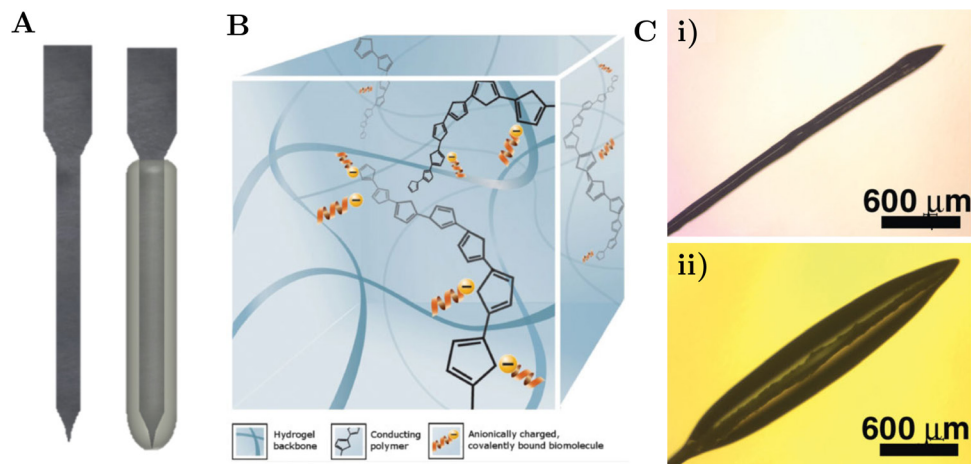 A
B
C
i)
600 μm
ii)
600 μm
Hydrogel
backbone
Conducting
polymer
Anionically charged,
covalently bound biomolecule